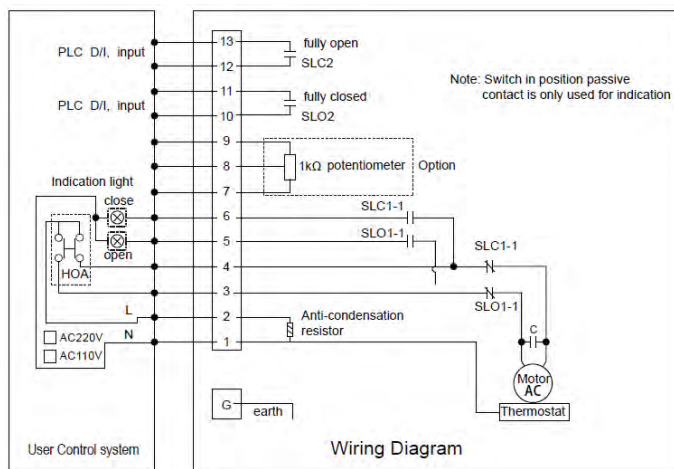 PLC D/I, input
PLC D/I, input
Indication light
close
open
HOA
L
N
AC220V
AC110V
User Control system
13
12
11
10
9
8
7
6
5
4
3
2
1
G
earth
fully open
SLC2
fully closed
SLO2
Note: Switch in position passive
contact is only used for indication
1kΩ potentiometer
Option
SLC1-1
SLO1-1
SLC1-1
SLO1-1
Anti-condensation
resistor
C
Motor
AC
Thermostat
Wiring Diagram